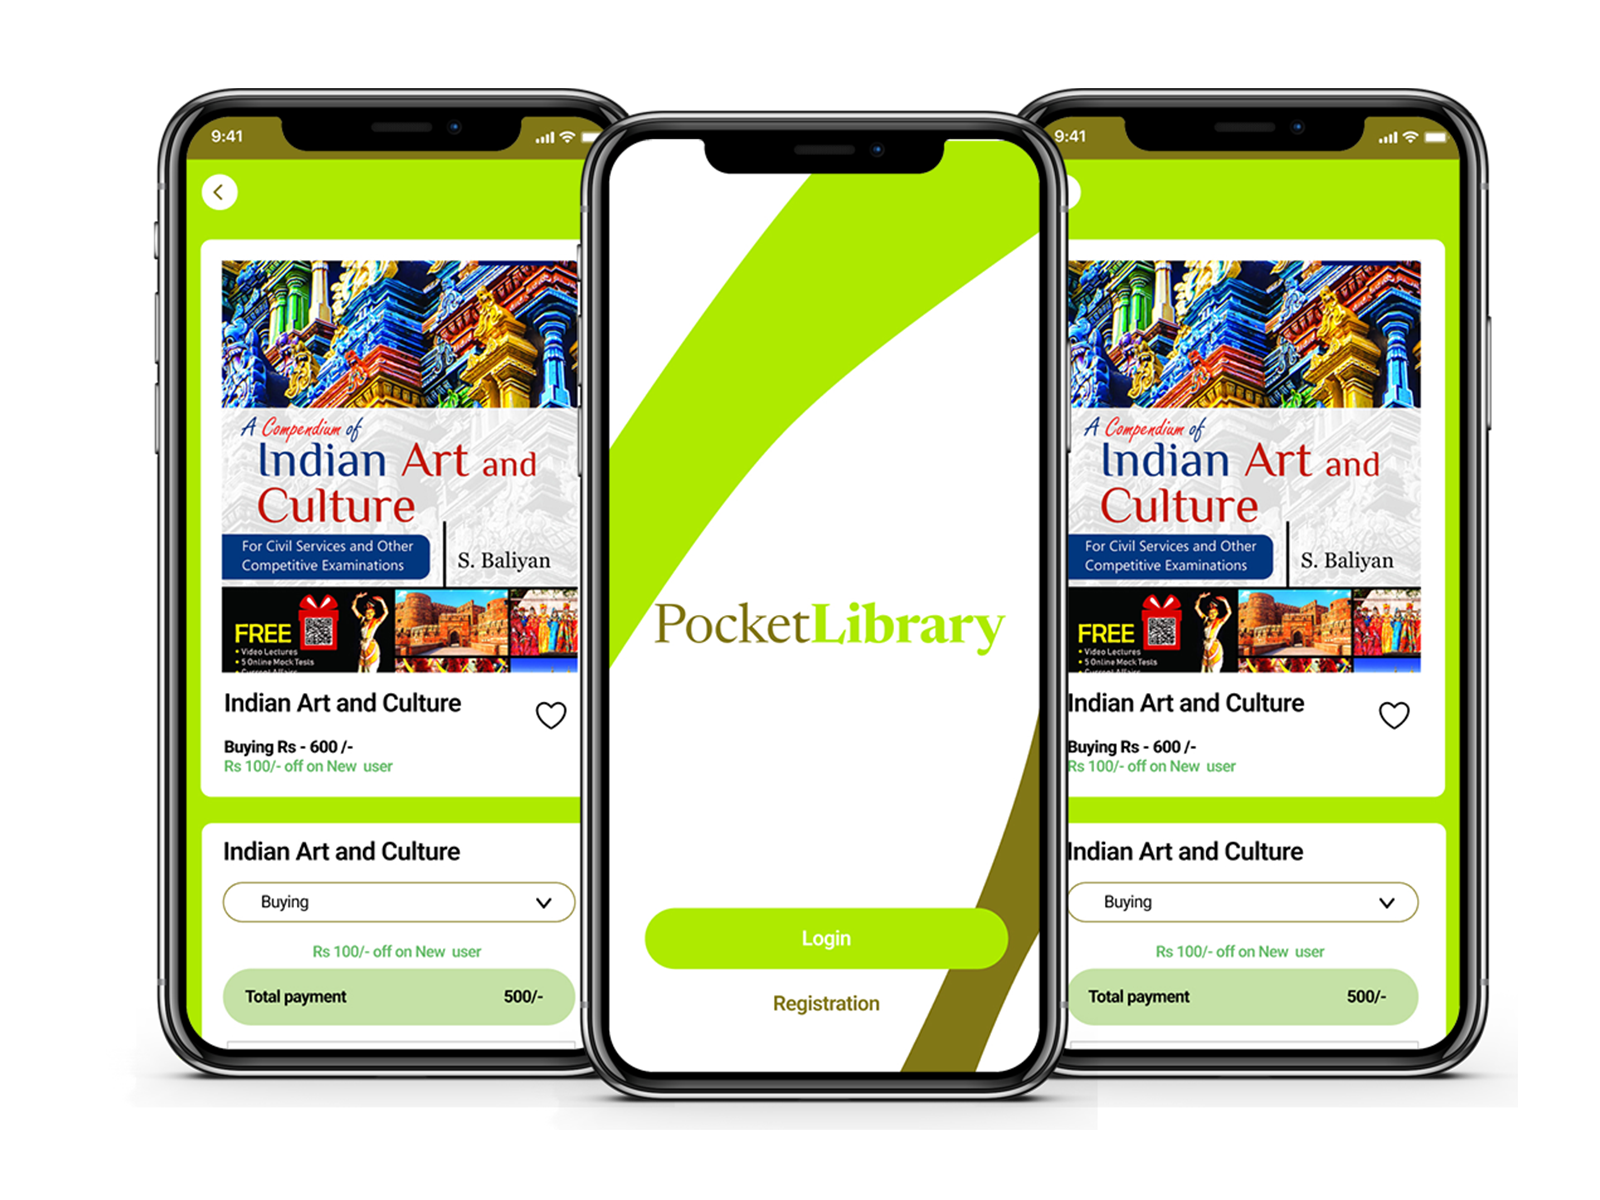 9:41
A Compendium of
Indian Art and
Culture
For Civil Services and Other
Competitive Examinations
S. Baliyan
FREE
• Video Lectures
• 5 Online Mock Tests
• Current Affairs
Indian Art and Culture
Buying Rs - 600 /-
Rs 100/- off on New user
Indian Art and Culture
Buying
Rs 100/- off on New user
Total payment 500/-
PocketLibrary
Login
Registration
9:41
A Compendium of
Indian Art and
Culture
For Civil Services and Other
Competitive Examinations
S. Baliyan
FREE
• Video Lectures
• 5 Online Mock Tests
• Current Affairs
Indian Art and Culture
Buying Rs - 600 /-
Rs 100/- off on New user
Indian Art and Culture
Buying
Rs 100/- off on New user
Total payment 500/-